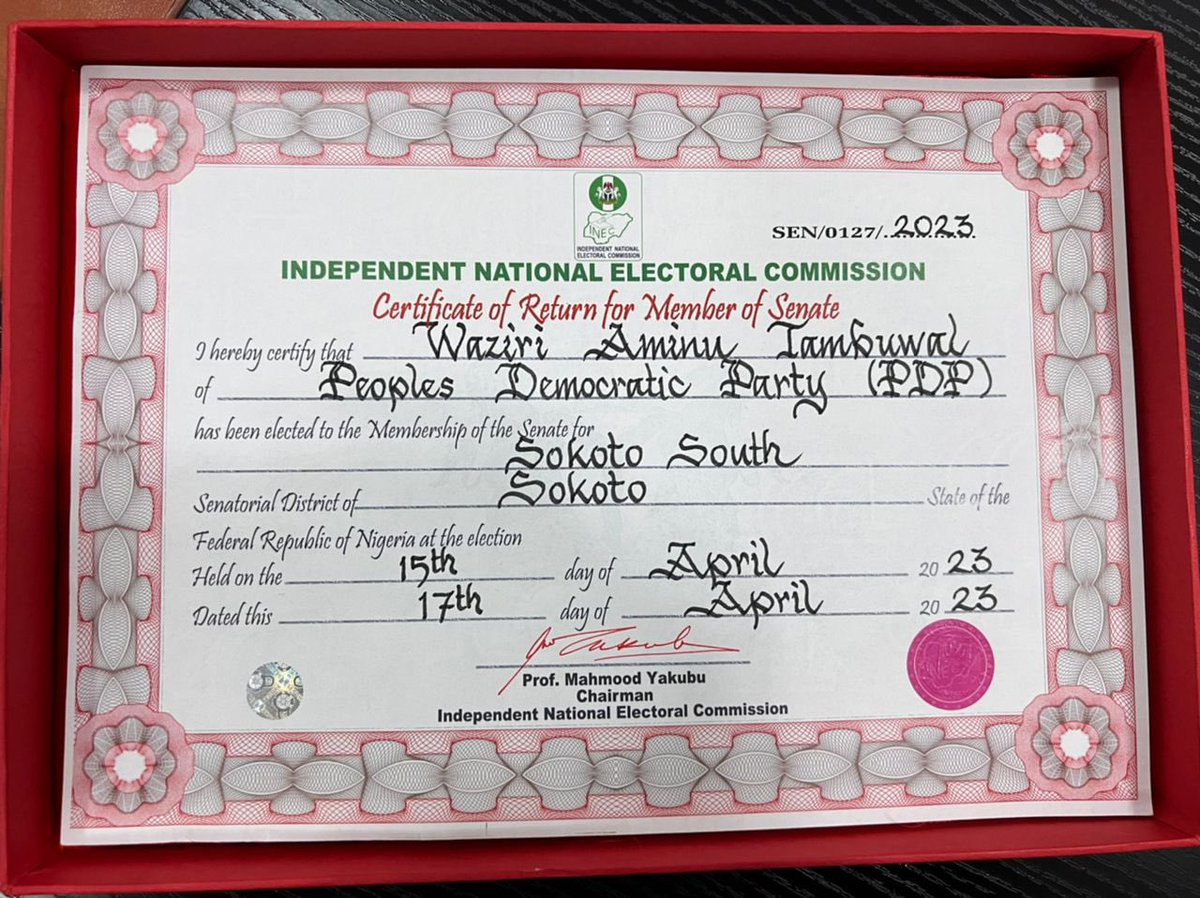 INEC
INDEPENDENT NATIONAL
ELECTORAL COMMISSION
SEN/0127/.2023
INDEPENDENT NATIONAL ELECTORAL COMMISSION
Certificate of Return for Member of Senate
I hereby certify that Waziri Aminu Tambuwal
of Peoples Democratic Party (PDP)
has been elected to the Membership of the Senate for
Sokoto South
Senatorial District of Sokoto State of the
Federal Republic of Nigeria at the election
Held on the 15th day of April 2023
Dated this 17th day of April 2023
Prof. Mahmood Yakubu
Chairman
Independent National Electoral Commission